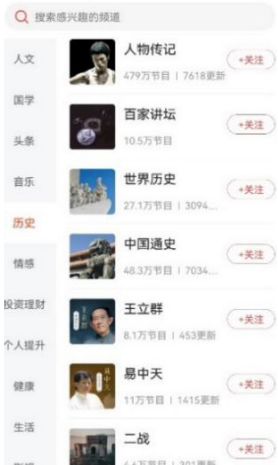 搜索感兴趣的频道
人文
国学
头条
音乐
历史
情感
投资理财
个人提升
健康
生活
人物传记
479万节目 | 7618更新
+关注
百家讲坛
10.5万节目
+关注
世界历史
27.1万节目 | 3094...
+关注
中国通史
48.3万节目 | 7034...
+关注
王立群
8.1万节目 | 453更新
+关注
易中天
11万节目 | 1415更新
+关注
二战
+关注